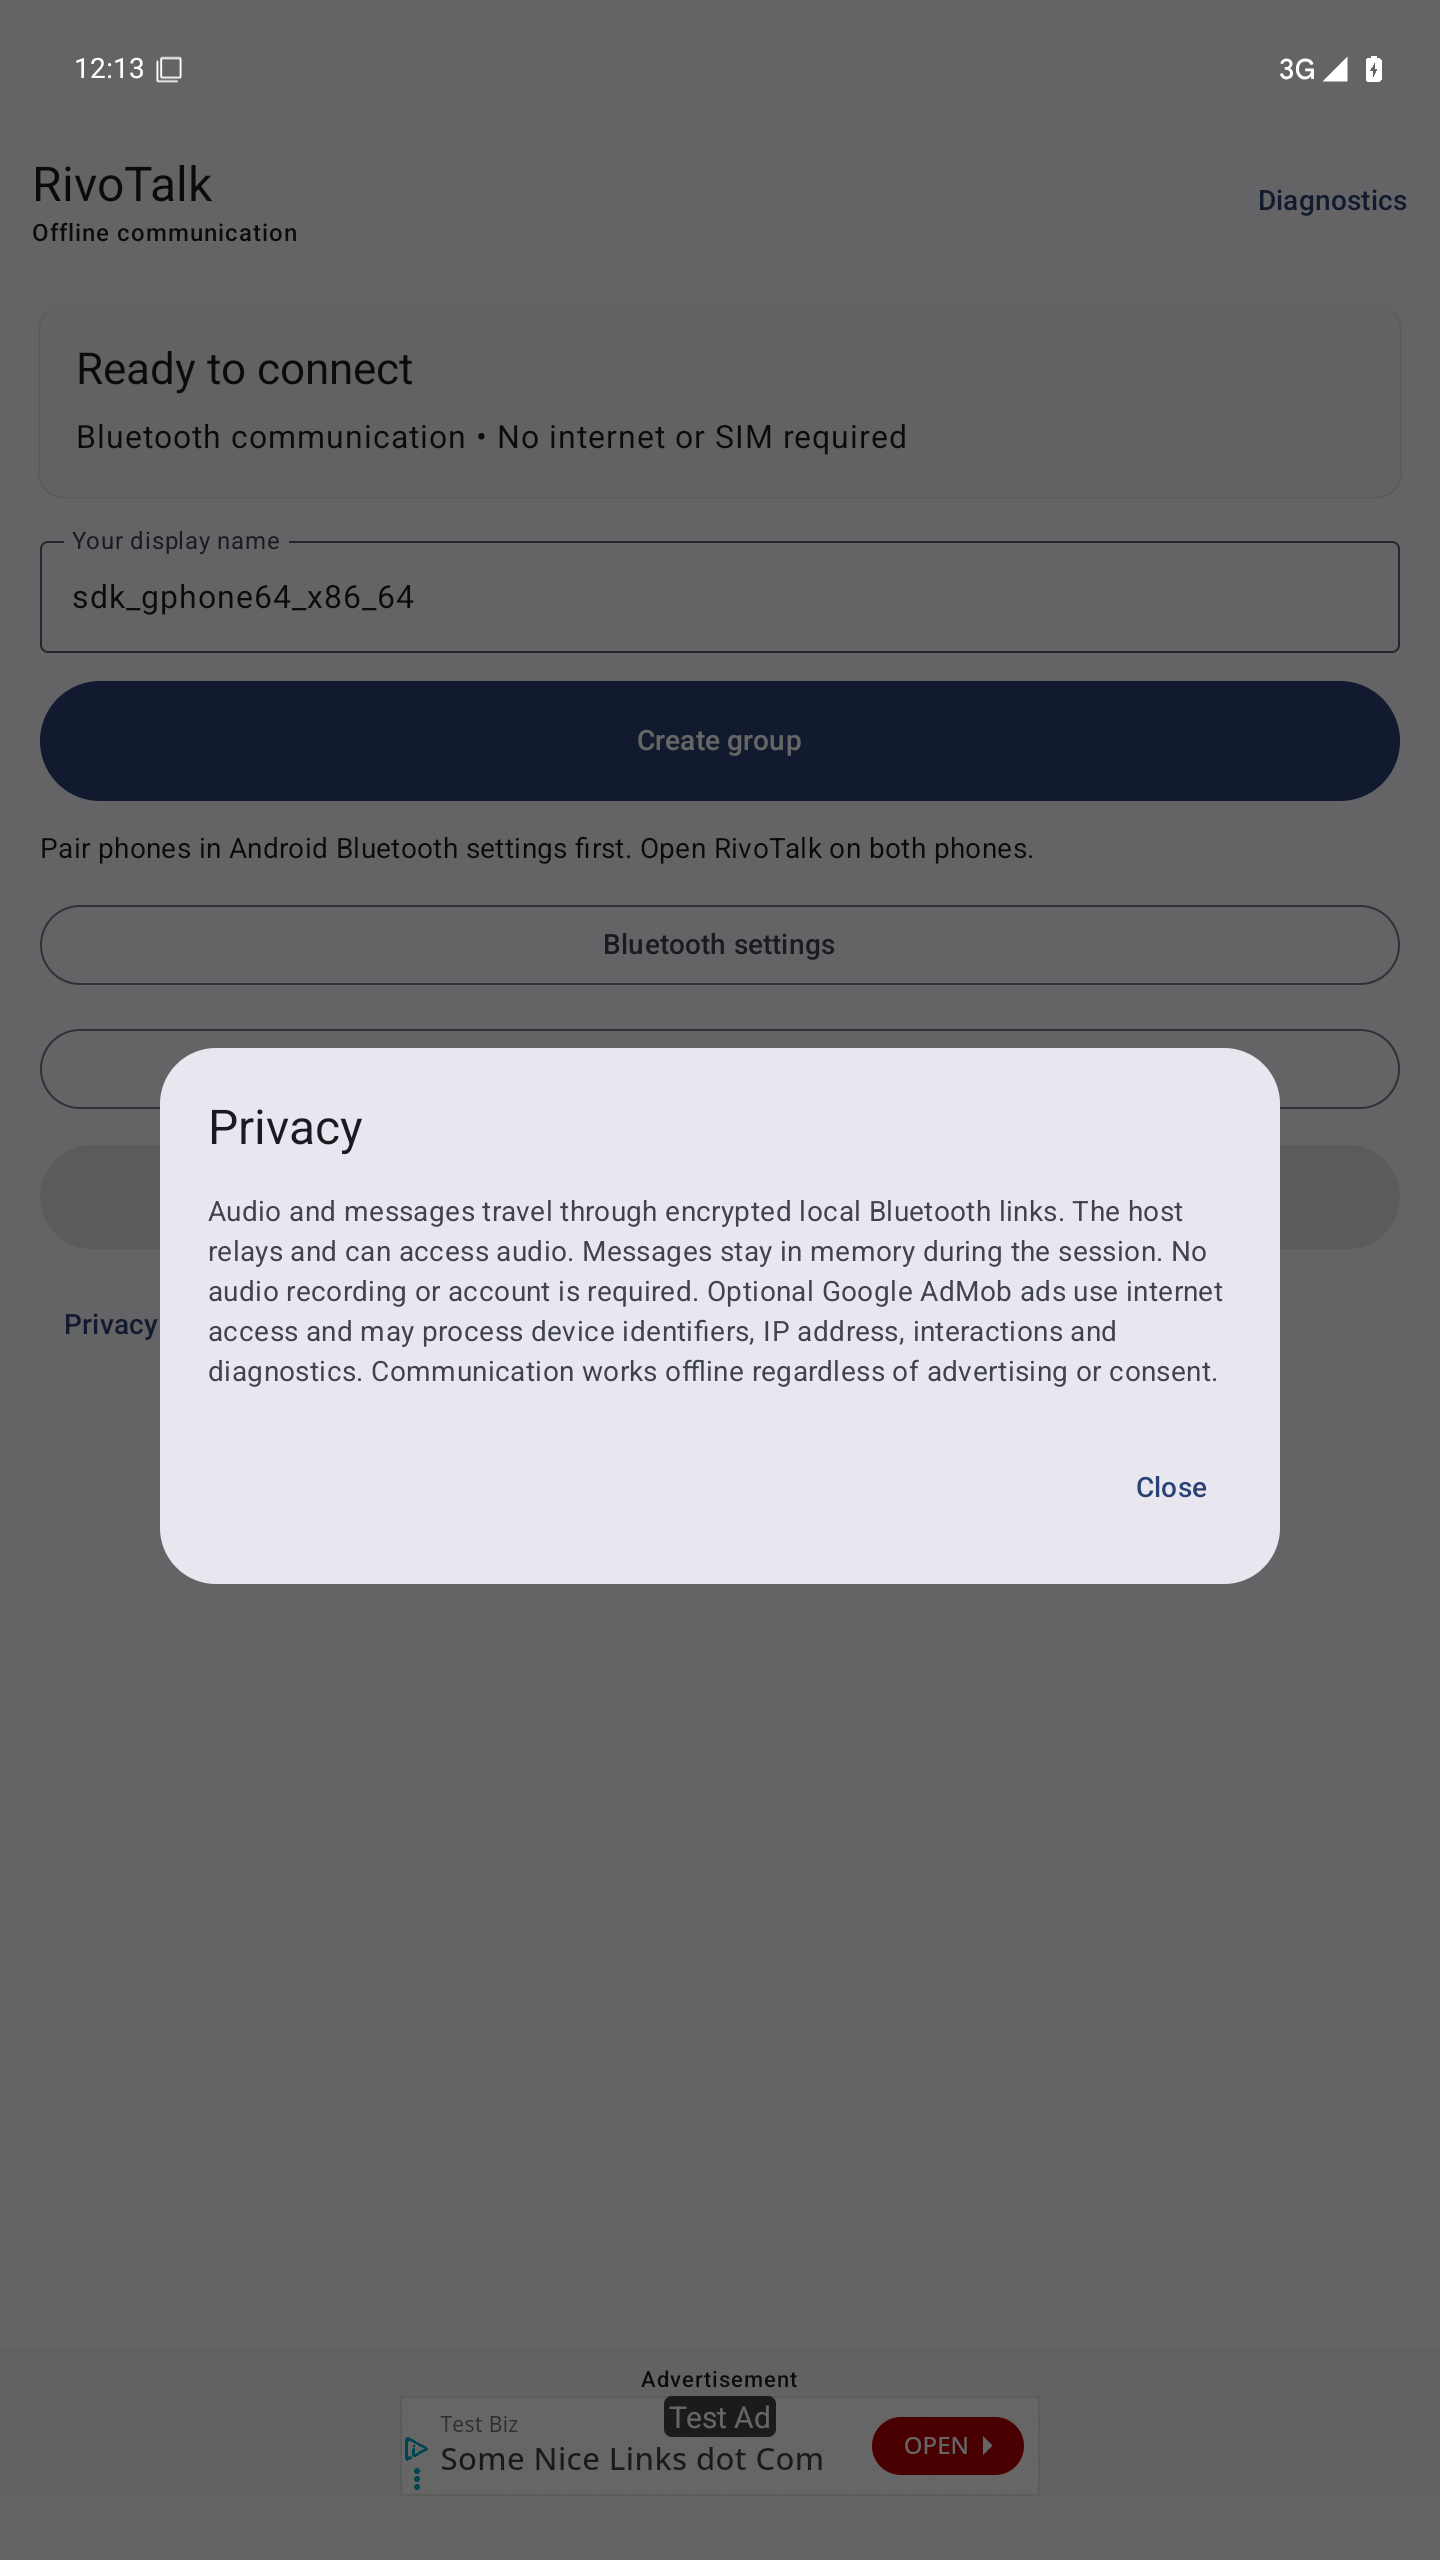 12:13
3G
RivoTalk
Offline communication
Diagnostics
Ready to connect
Bluetooth communication • No internet or SIM required
Your display name
sdk_gphone64_x86_64
Create group
Pair phones in Android Bluetooth settings first. Open RivoTalk on both phones.
Bluetooth settings
Privacy
Audio and messages travel through encrypted local Bluetooth links. The host
relays and can access audio. Messages stay in memory during the session. No
audio recording or account is required. Optional Google AdMob ads use internet
access and may process device identifiers, IP address, interactions and
diagnostics. Communication works offline regardless of advertising or consent.
Privacy
Close
Advertisement
Test Ad
Test Biz
Some Nice Links dot Com
OPEN